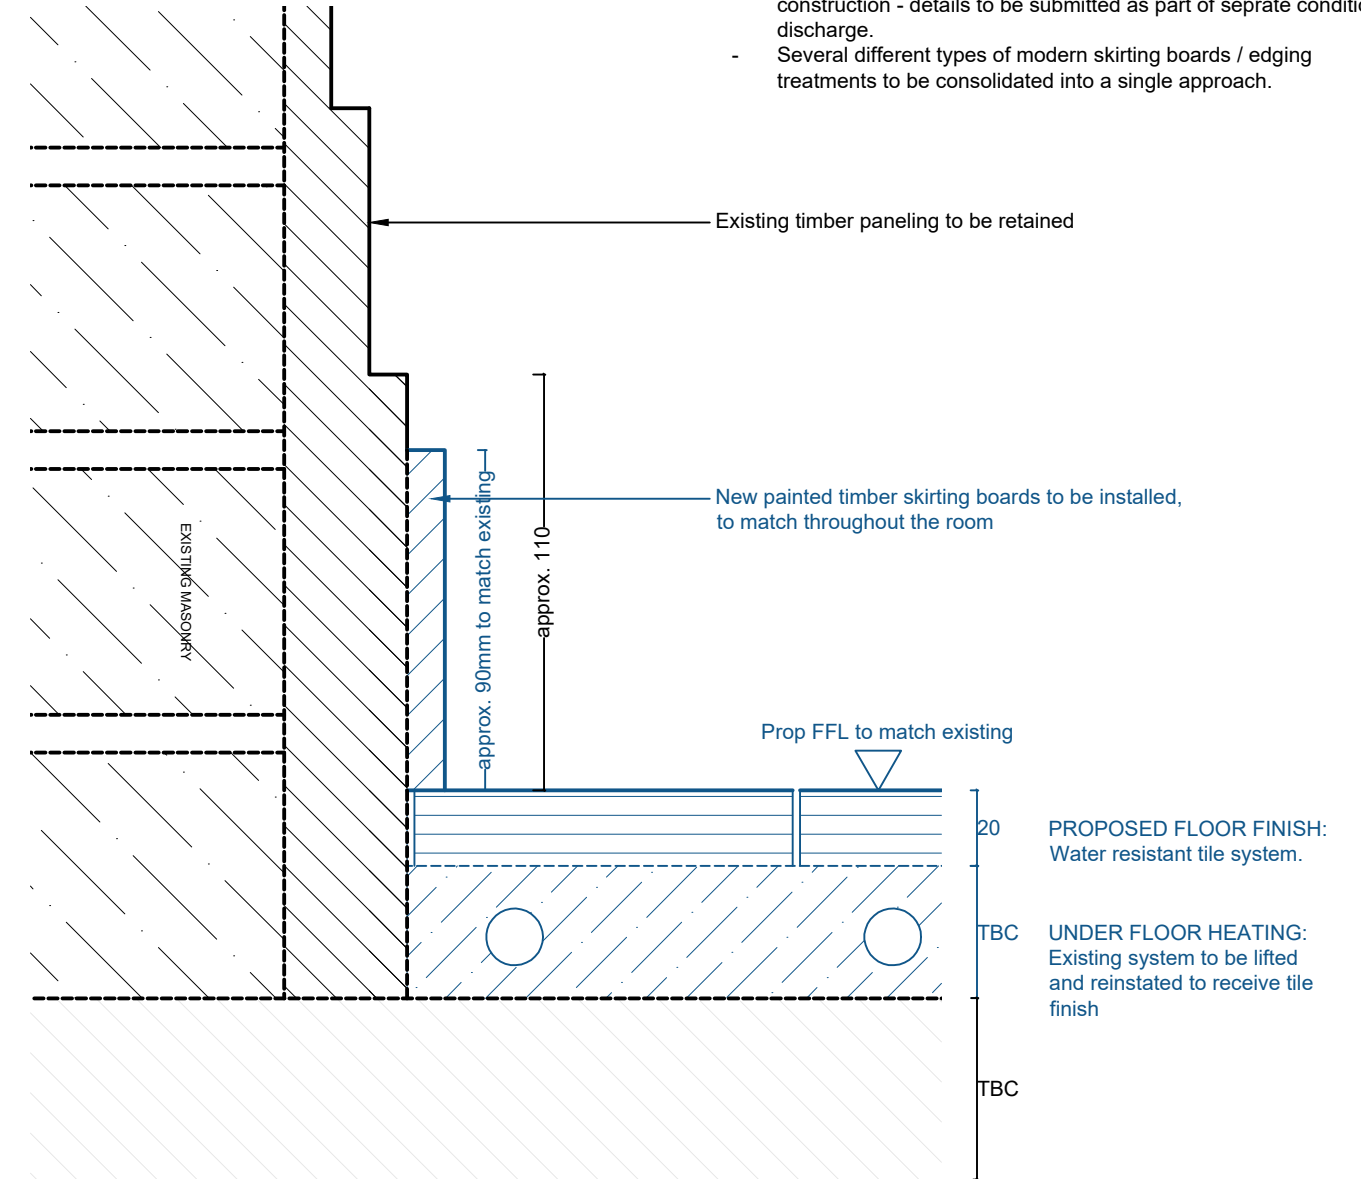 construction - details to be submitted as part of seprate
discharge.
- Several different types of modern skirting boards / edging
treatments to be consolidated into a single approach.
Existing timber paneling to be retained
New painted timber skirting boards to be installed,
to match throughout the room
EXISTING MASONRY
approx. 90mm to match existing
approx. 110
Prop FFL to match existing
20
PROPOSED FLOOR FINISH:
Water resistant tile system.
TBC
UNDER FLOOR HEATING:
Existing system to be lifted
and reinstated to receive tile
finish
TBC